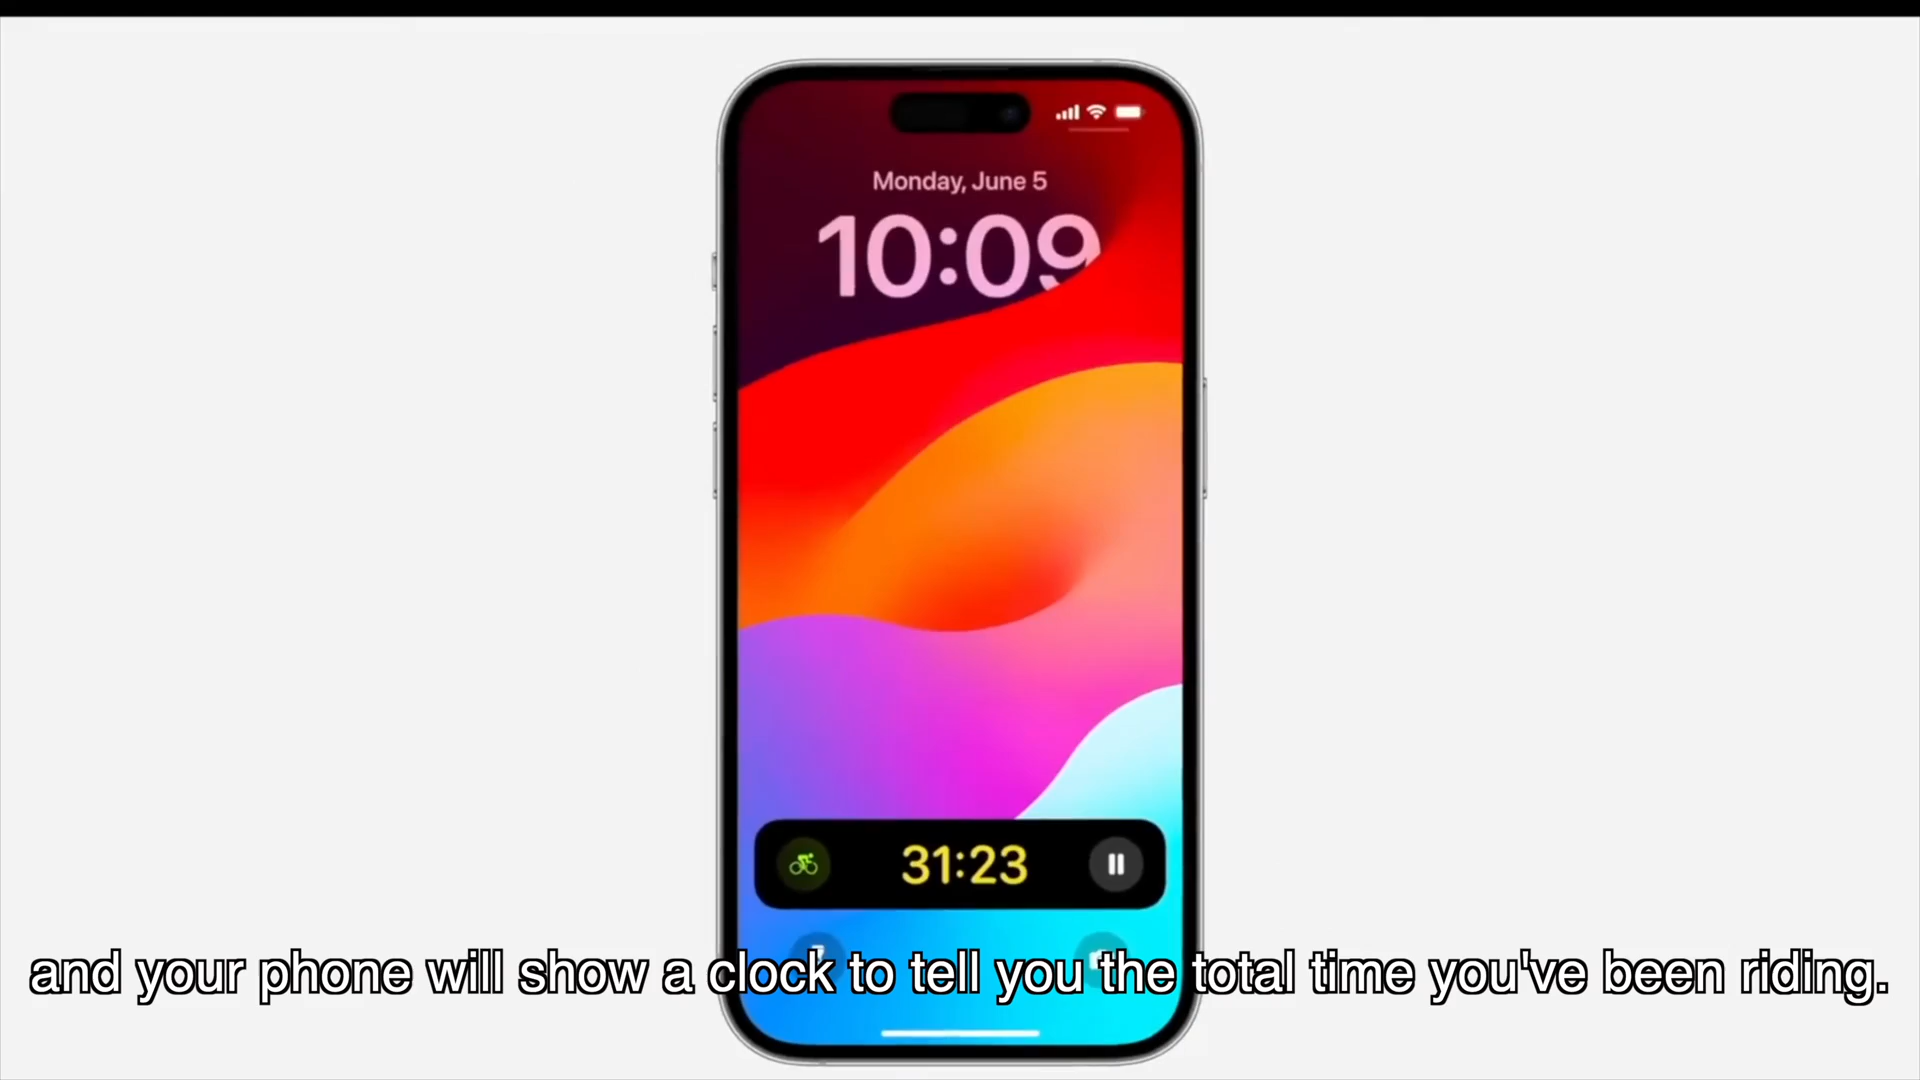 Monday, June 5
10:09
31:23
and your phone will show a clock to tell you the total time you've been riding.